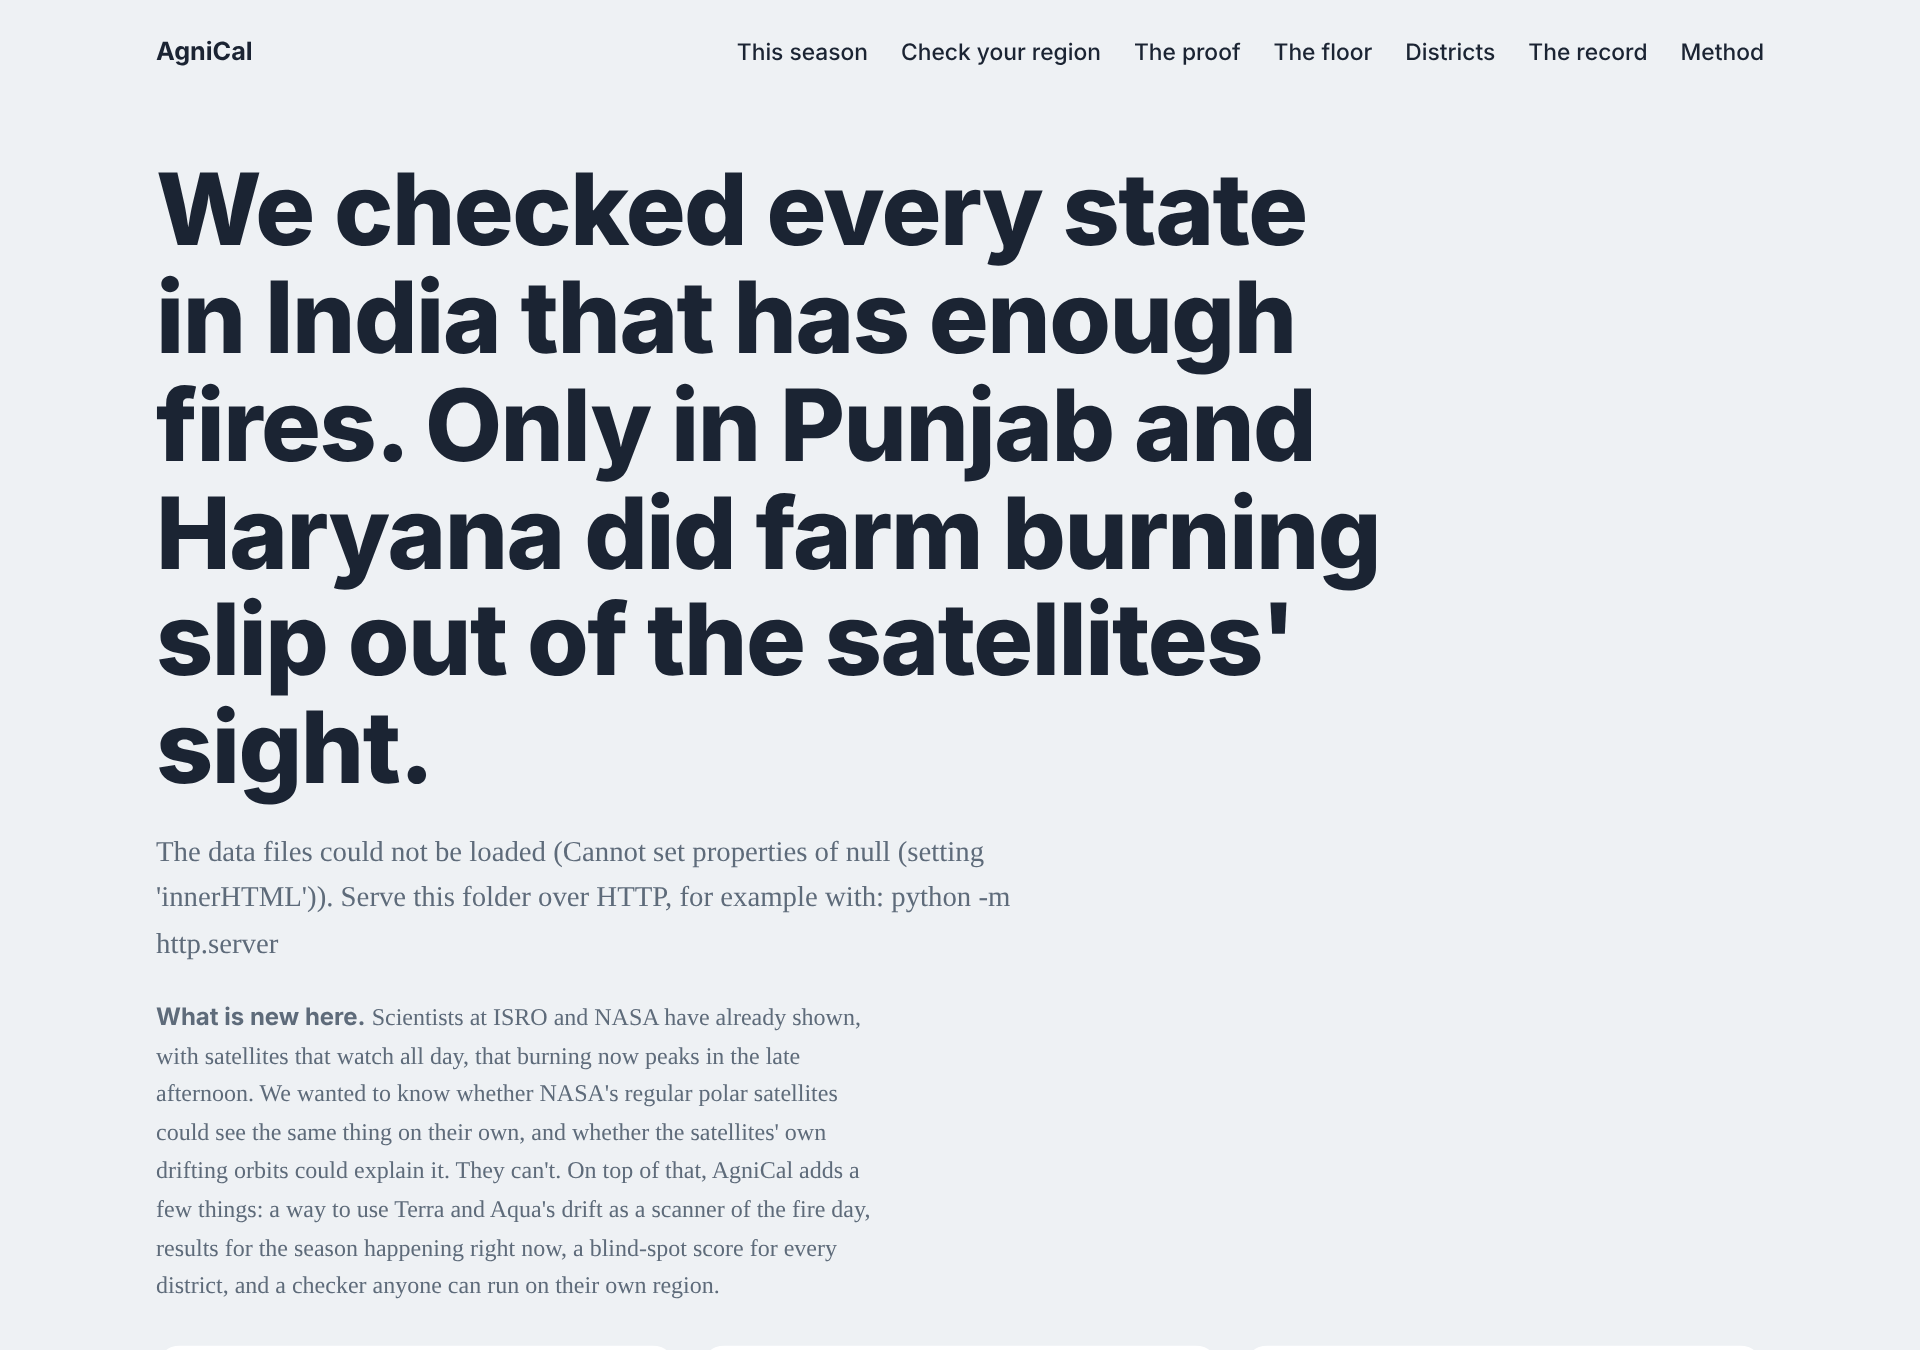 AgniCal
This season Check your region The proof The floor Districts The record Method
We checked every state
in India that has enough
fires. Only in Punjab and
Haryana did farm burning
slip out of the satellites'
sight.
The data files could not be loaded (Cannot set properties of null (setting
'innerHTML')). Serve this folder over HTTP, for example with: python -m
http.server
What is new here. Scientists at ISRO and NASA have already shown,
with satellites that watch all day, that burning now peaks in the late
afternoon. We wanted to know whether NASA's regular polar satellites
could see the same thing on their own, and whether the satellites' own
drifting orbits could explain it. They can't. On top of that, AgniCal adds a
few things: a way to use Terra and Aqua's drift as a scanner of the fire day,
results for the season happening right now, a blind-spot score for every
district, and a checker anyone can run on their own region.